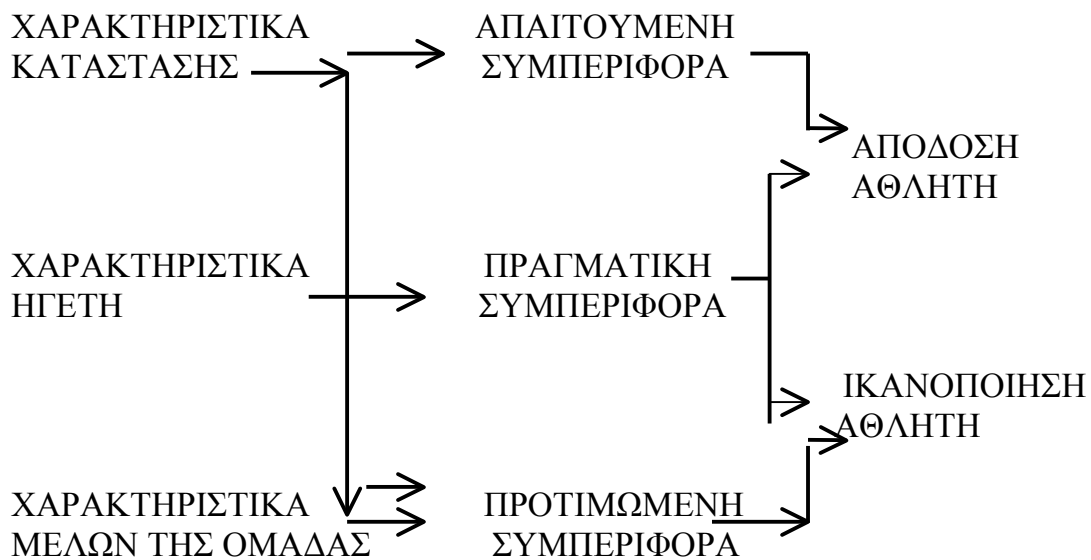 ΧΑΡΑΚΤΗΡΙΣΤΙΚΑ
ΚΑΤΑΣΤΑΣΗΣ
ΑΠΑΙΤΟΥΜΕΝΗ
ΣΥΜΠΕΡΙΦΟΡΑ
ΑΠΟΔΟΣΗ
ΑΘΛΗΤΗ
ΧΑΡΑΚΤΗΡΙΣΤΙΚΑ
ΗΓΕΤΗ
ΠΡΑΓΜΑΤΙΚΗ
ΣΥΜΠΕΡΙΦΟΡΑ
ΙΚΑΝΟΠΟΙΗΣΗ
ΑΘΛΗΤΗ
ΧΑΡΑΚΤΗΡΙΣΤΙΚΑ
ΜΕΛΩΝ ΤΗΣ ΟΜΑΔΑΣ
ΠΡΟΤΙΜΩΜΕΝΗ
ΣΥΜΠΕΡΙΦΟΡΑ